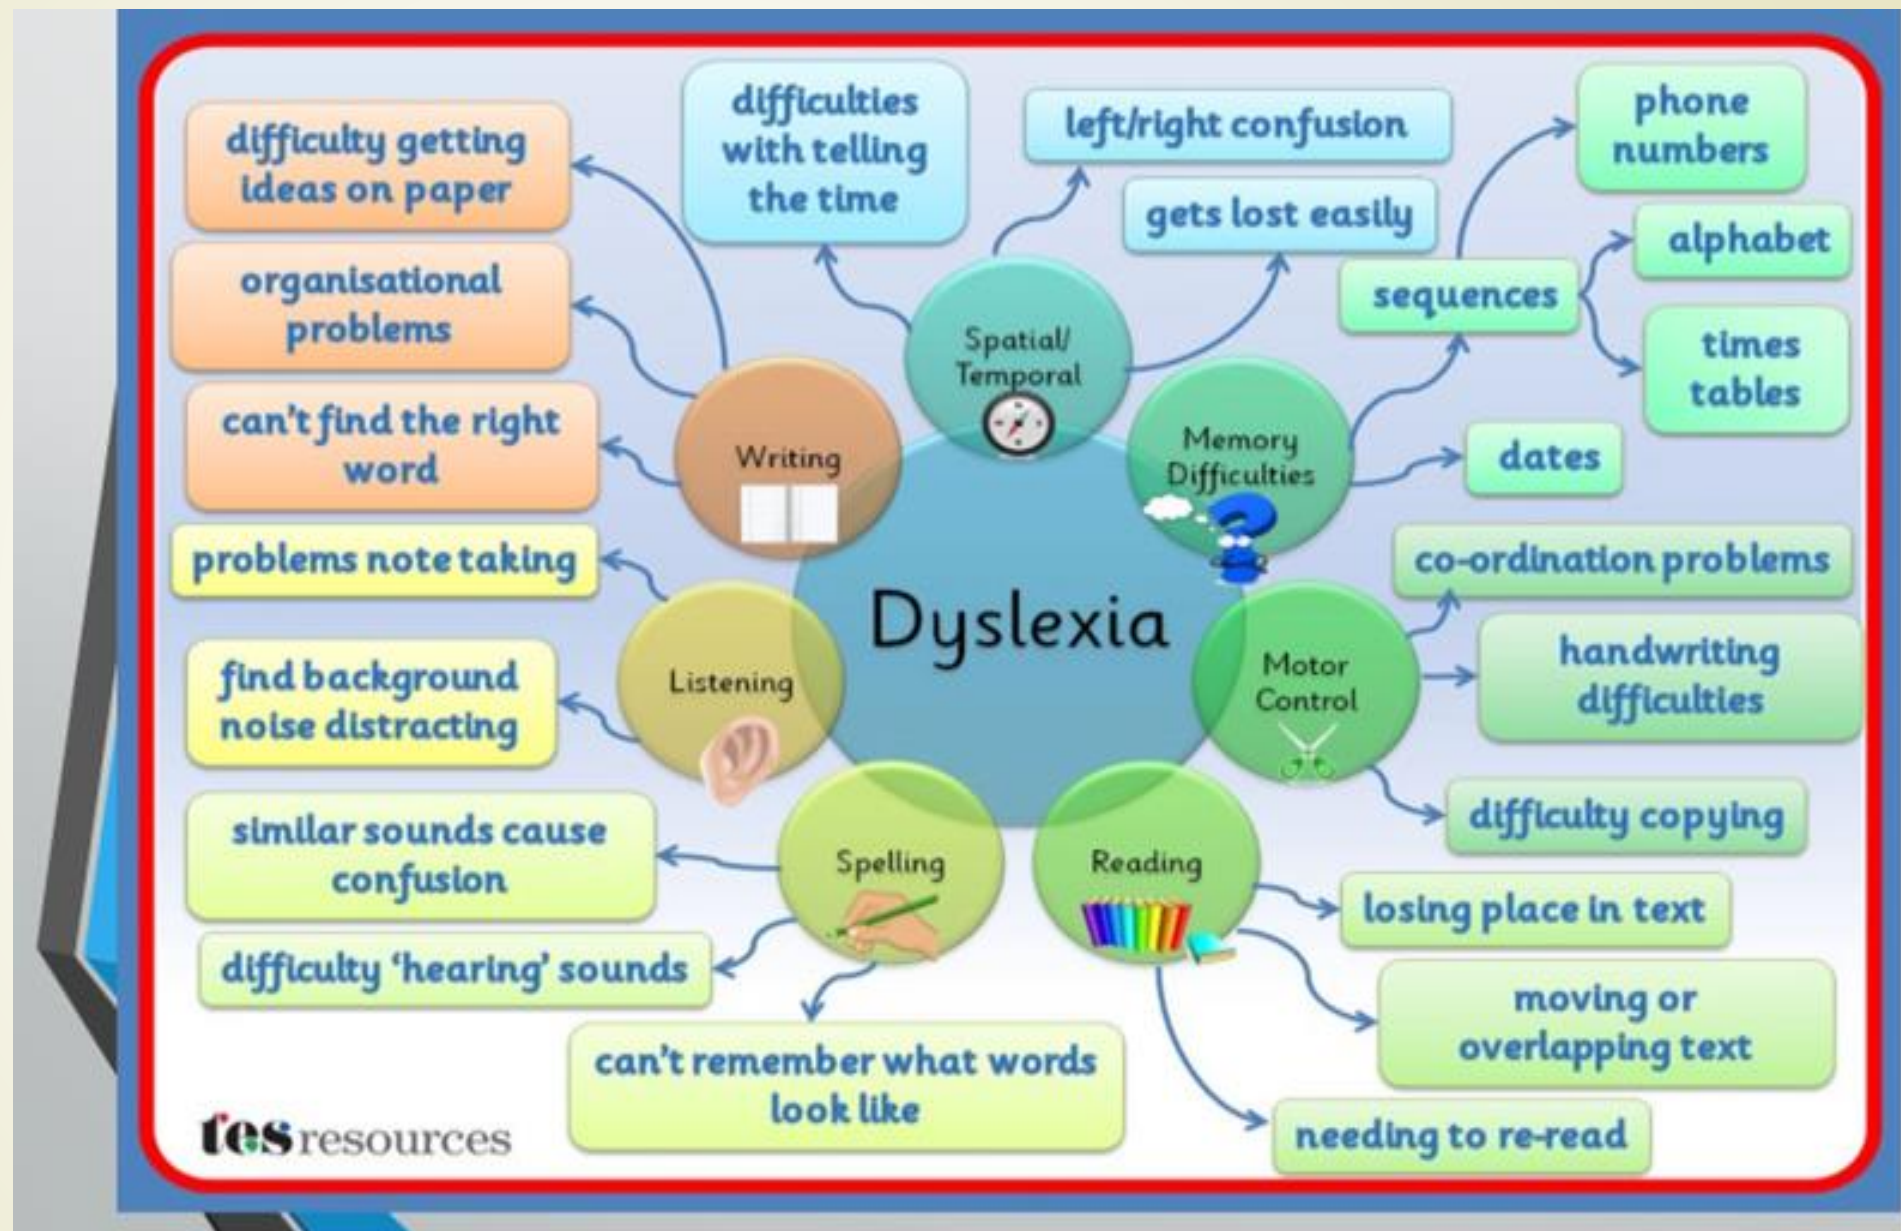 difficulty getting
ideas on paper
organisational
problems
can't find the right
word
problems note taking
find background
noise distracting
similar sounds cause
confusion
difficulty 'hearing' sounds
can't remember what words
look like
difficulties
with telling
the time
left/right confusion
gets lost easily
phone
numbers
alphabet
sequences
times
tables
dates
co-ordination problems
handwriting
difficulties
difficulty copying
losing place in text
moving or
overlapping text
needing to re-read
Spatial/
Temporal
Writing
Memory
Difficulties
Dyslexia
Listening
Motor
Control
Spelling
Reading
tes resources